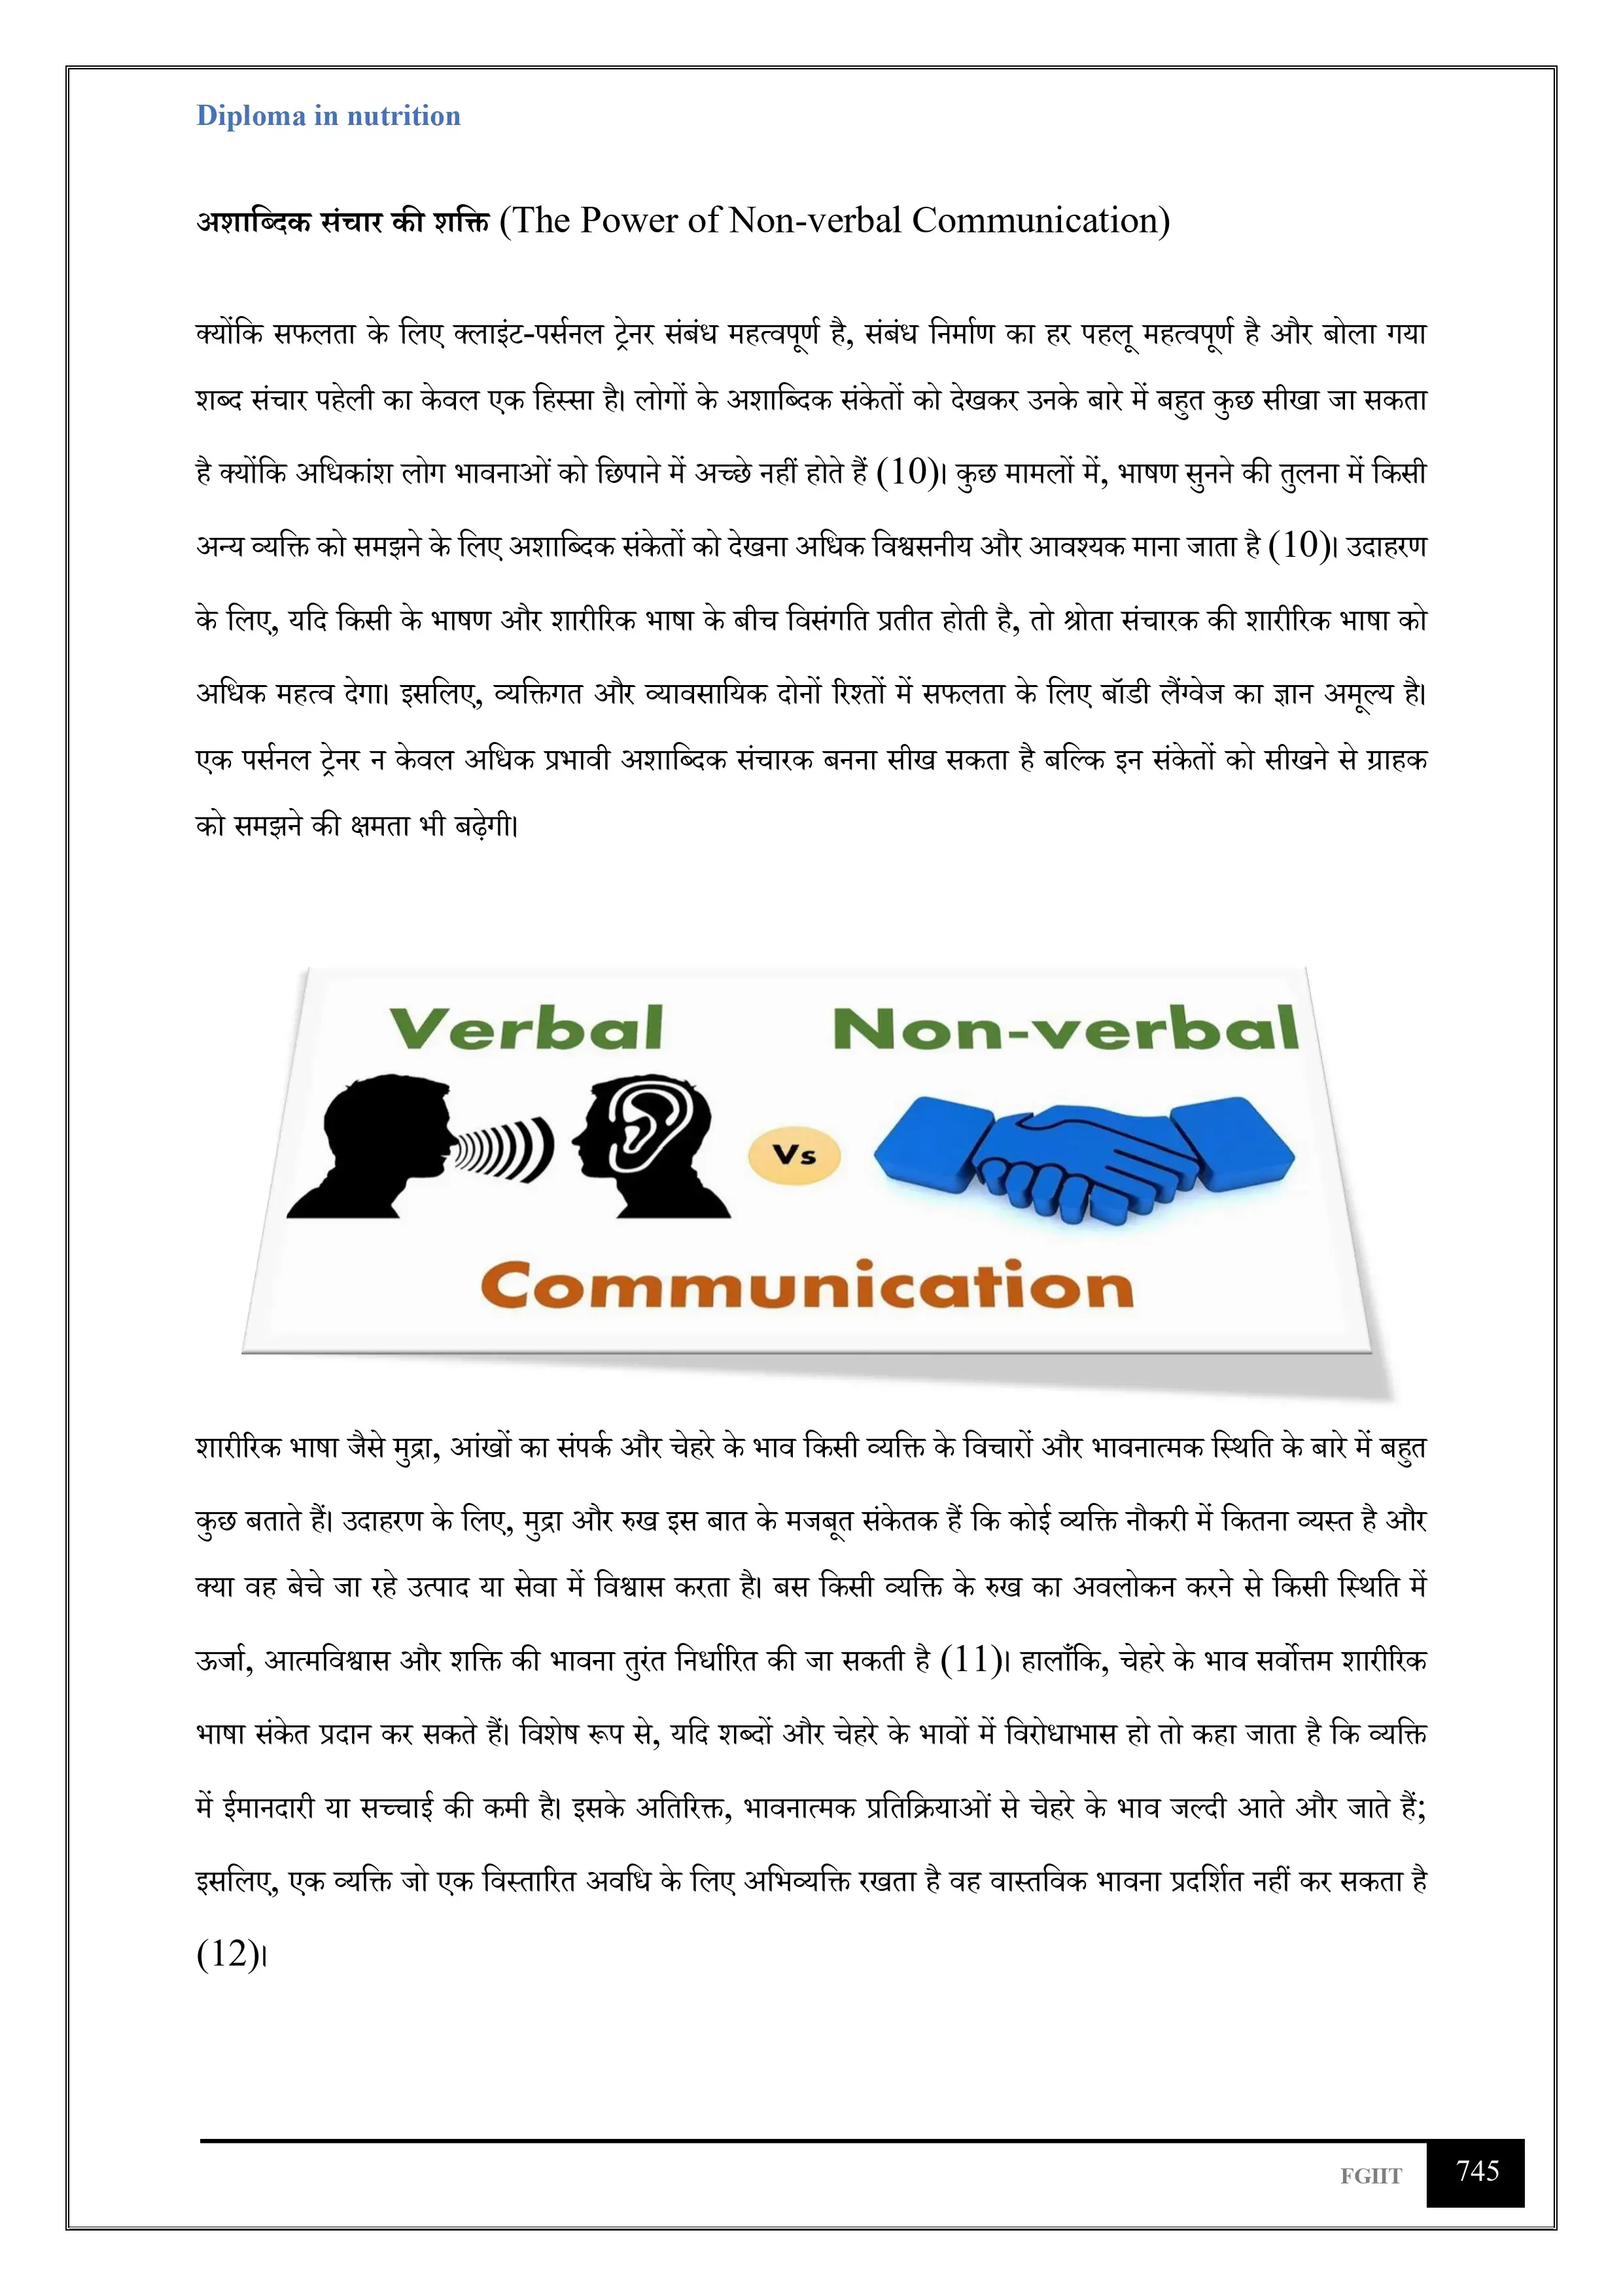 Diploma in nutrition
अशाब्दिक संचार की शक्ति (The Power of Non-verbal Communication)
क्योंकि सफलता के लिए क्लाइंट-पर्सनल ट्रेनर संबंध महत्वपूर्ण है, संबंध निर्माण का हर पहलू महत्वपूर्ण है और बोला गया
शब्द संचार पहेली का केवल एक हिस्सा है। लोगों के अशाब्दिक संकेतों को देखकर उनके बारे में बहुत कुछ सीखा जा सकता
है क्योंकि अधिकांश लोग भावनाओं को छिपाने में अच्छे नहीं होते हैं (10)। कुछ मामलों में, भाषण सुनने की तुलना में किसी
अन्य व्यक्ति को समझने के लिए अशाब्दिक संकेतों को देखना अधिक विश्वसनीय और आवश्यक माना जाता है (10)। उदाहरण
के लिए, यदि किसी के भाषण और शारीरिक भाषा के बीच विसंगति प्रतीत होती है, तो श्रोता संचारक की शारीरिक भाषा को
अधिक महत्व देगा। इसलिए, व्यक्तिगत और व्यावसायिक दोनों रिश्तों में सफलता के लिए बॉडी लैंग्वेज का ज्ञान अमूल्य है।
एक पर्सनल ट्रेनर न केवल अधिक प्रभावी अशाब्दिक संचारक बनना सीख सकता है बल्कि इन संकेतों को सीखने से ग्राहक
को समझने की क्षमता भी बढ़ेगी।
Verbal Non-verbal
Vs
Communication
शारीरिक भाषा जैसे मुद्रा, आंखों का संपर्क और चेहरे के भाव किसी व्यक्ति के विचारों और भावनात्मक स्थिति के बारे में बहुत
कुछ बताते हैं। उदाहरण के लिए, मुद्रा और रुख इस बात के मजबूत संकेतक हैं कि कोई व्यक्ति नौकरी में कितना व्यस्त है और
क्या वह बेचे जा रहे उत्पाद या सेवा में विश्वास करता है। बस किसी व्यक्ति के रुख का अवलोकन करने से किसी स्थिति में
ऊर्जा, आत्मविश्वास और शक्ति की भावना तुरंत निर्धारित की जा सकती है (11)। हालाँकि, चेहरे के भाव सर्वोत्तम शारीरिक
भाषा संकेत प्रदान कर सकते हैं। विशेष रूप से, यदि शब्दों और चेहरे के भावों में विरोधाभास हो तो कहा जाता है कि व्यक्ति
में ईमानदारी या सच्चाई की कमी है। इसके अतिरिक्त, भावनात्मक प्रतिक्रियाओं से चेहरे के भाव जल्दी आते और जाते हैं;
इसलिए, एक व्यक्ति जो एक विस्तारित अवधि के लिए अभिव्यक्ति रखता है वह वास्तविक भावना प्रदर्शित नहीं कर सकता है
(12)।
FGIIT 745